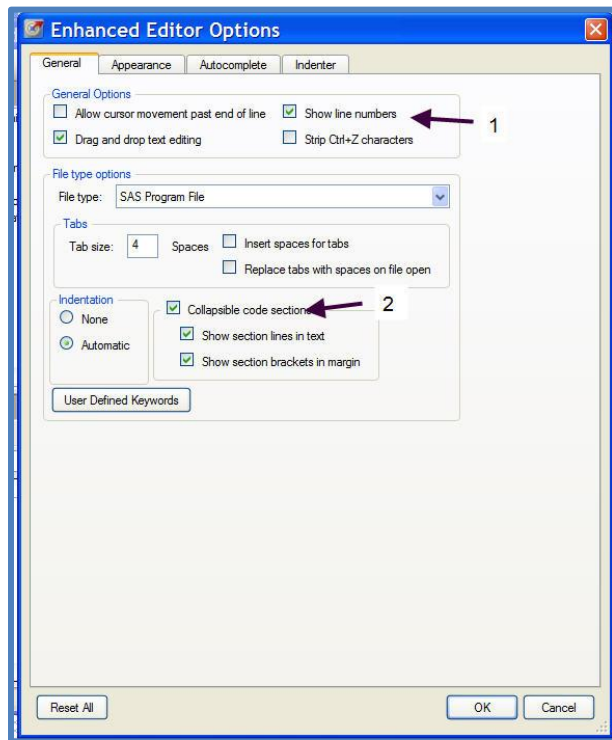 Enhanced Editor Options
General Appearance Autocomplete Indenter
General Options
Allow cursor movement past end of line Show line numbers 1
Drag and drop text editing Strip Ctrl+Z characters
File type options
File type: SAS Program File
Tabs
Tab size: 4 Spaces Insert spaces for tabs
Replace tabs with spaces on file open
Indentation
None
Automatic
Collapsible code sections 2
Show section lines in text
Show section brackets in margin
User Defined Keywords
Reset All OK Cancel